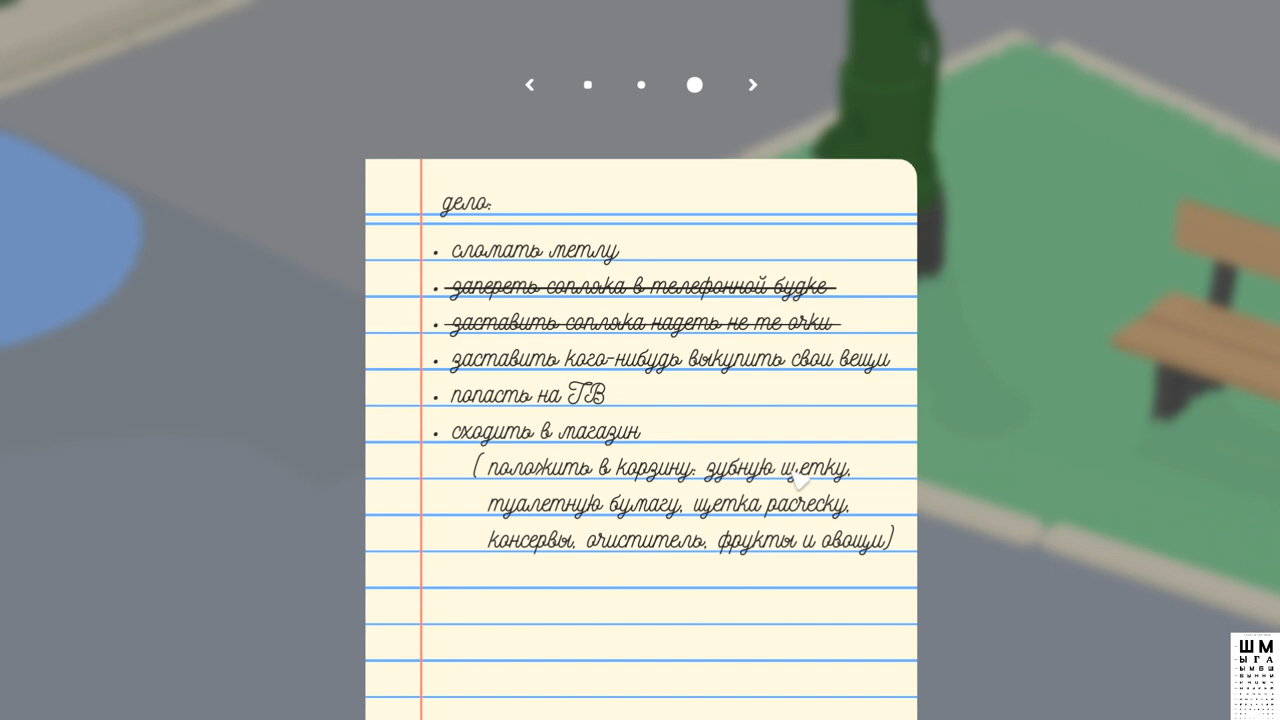 дело:
• сломать метлу
• запереть сопляка в телефонной будке
• заставить сопляка надеть не те очки
• заставить кого-нибудь выкупить свои вещи
• попасть на ТВ
• сходить в магазин
( положить в корзину: зубную щетку,
туалетную бумагу, щетка расческу,
консервы, очиститель, фрукты и овощи)
Ш М
Ы Г А